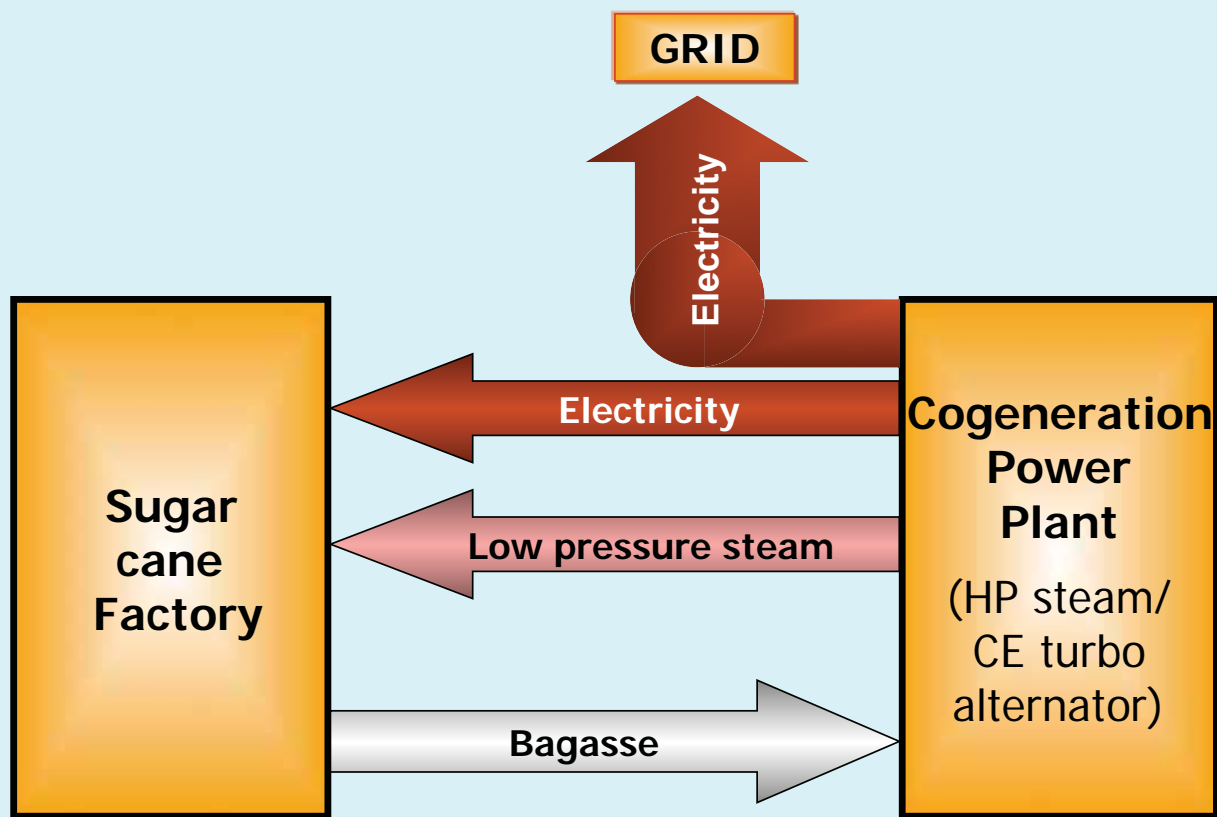 GRID
Electricity
Electricity
Low pressure steam
Bagasse
Sugar
cane
Factory
Cogeneration
Power
Plant
(HP steam/
CE turbo
alternator)